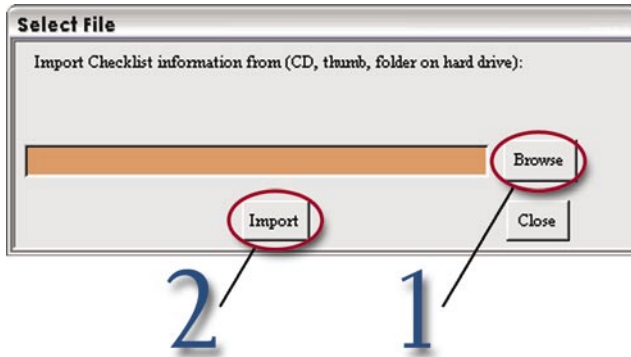 Select File
Import Checklist information from (CD, thumb, folder on hard drive):
Browse
Import
Close
2
1